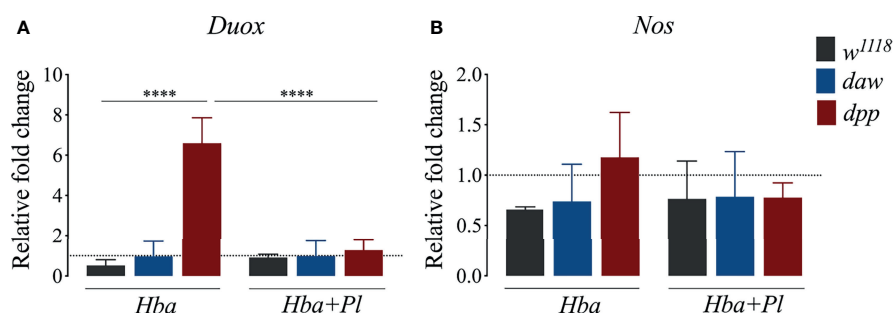 A
Duox
Relative fold change
10
8
6
4
2
1
0
****
****
Hba
Hba+Pl
B
Nos
Relative fold change
2.0
1.5
1.0
0.5
0.0
Hba
Hba+Pl
w1118
daw
dpp